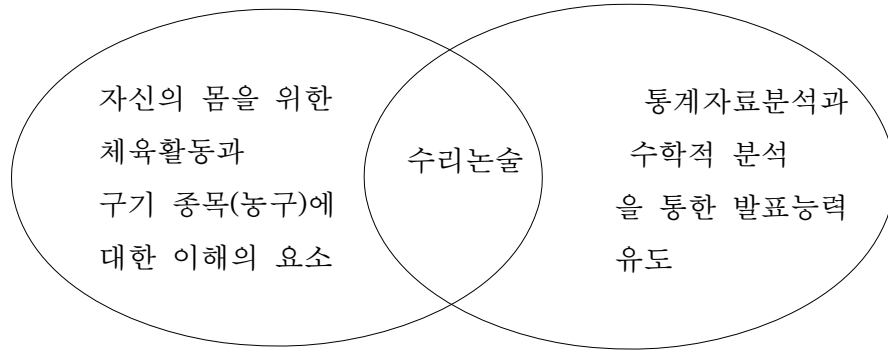 자신의 몸을 위한
체육활동과
구기 종목(농구)에
대한 이해의 요소
수리논술
통계자료분석과
수학적 분석
을 통한 발표능력
유도